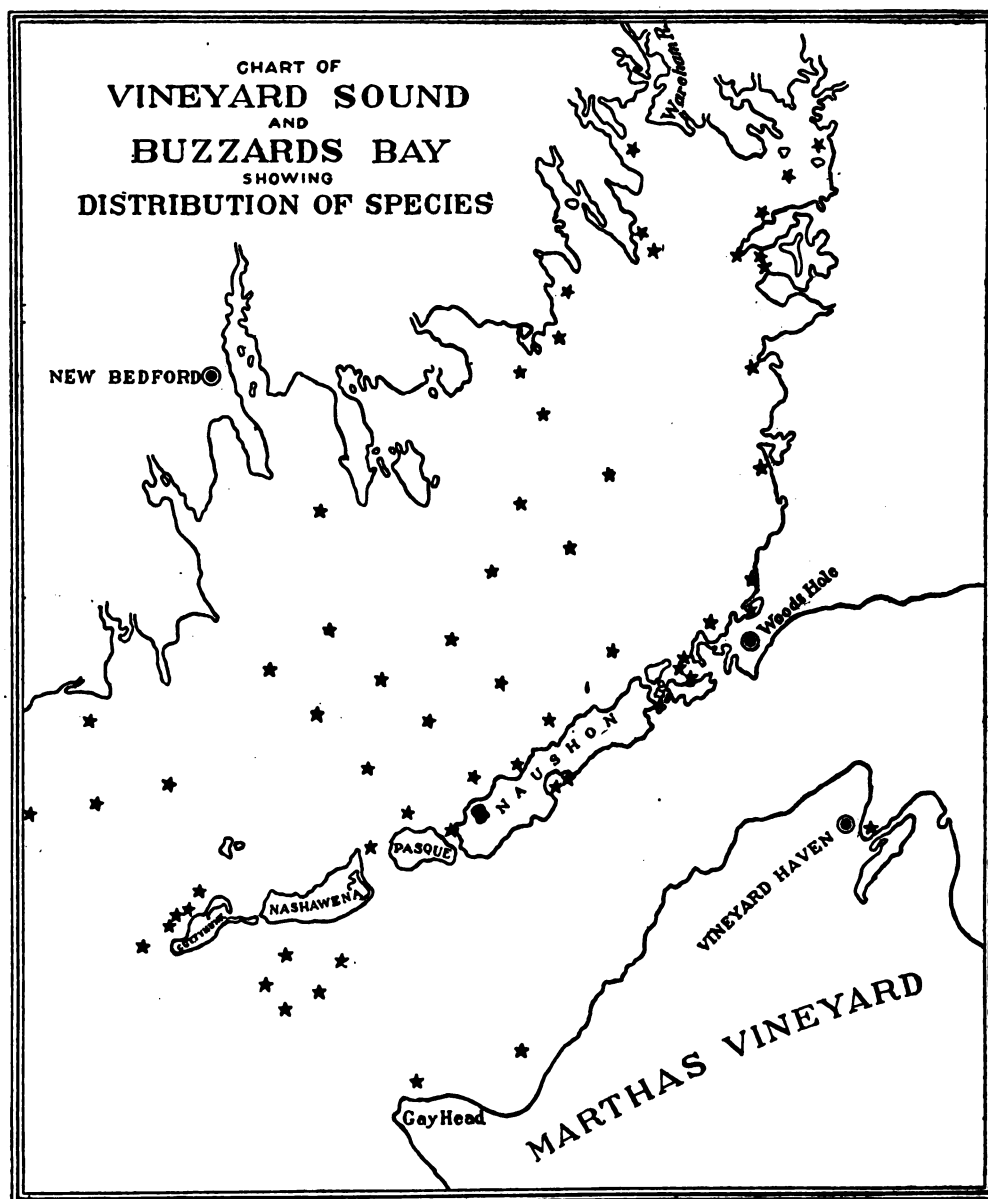 CHART OF
VINEYARD SOUND
AND
BUZZARDS BAY
SHOWING
DISTRIBUTION OF SPECIES
Wareham R.
NEW BEDFORD
Woods Hole
NAUSHON
PASQUE
NASHAWENA
CUTTYHUNK
VINEYARD HAVEN
MARTHAS VINEYARD
Gay Head